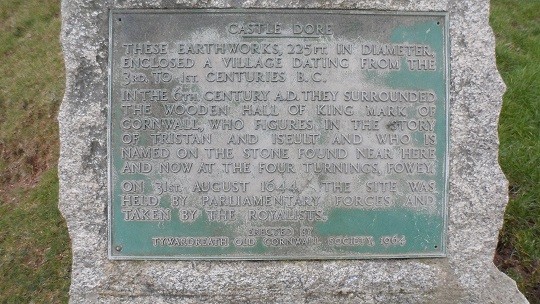 CASTLE DORE
THESE EARTHWORKS, 225 FT. IN DIAMETER,
ENCLOSED A VILLAGE DATING FROM THE
3RD. TO 1ST. CENTURIES B.C.
IN THE 6TH. CENTURY A.D. THEY SURROUNDED
THE WOODEN HALL OF KING MARK OF
CORNWALL, WHO FIGURES IN THE STORY
OF TRISTAN AND ISEULT AND WHO IS
NAMED ON THE STONE FOUND NEAR HERE
AND NOW AT THE FOUR TURNINGS, FOWEY.
ON 31ST. AUGUST 1644. THE SITE WAS
HELD BY PARLIAMENTARY FORCES AND
TAKEN BY THE ROYALISTS.
ERECTED BY
TYWARDREATH OLD CORNWALL SOCIETY, 1964